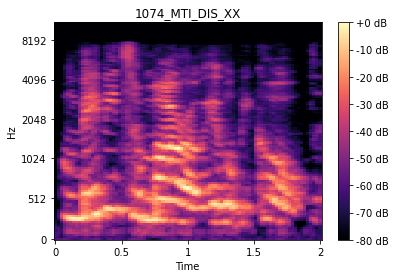 1074_MTI_DIS_XX
+0 dB
8192
-10 dB
4096
-20 dB
-30 dB
2048
Hz
-40 dB
1024
-50 dB
512
-60 dB
-70 dB
0
-80 dB
0 0.5 1 1.5 2
Time